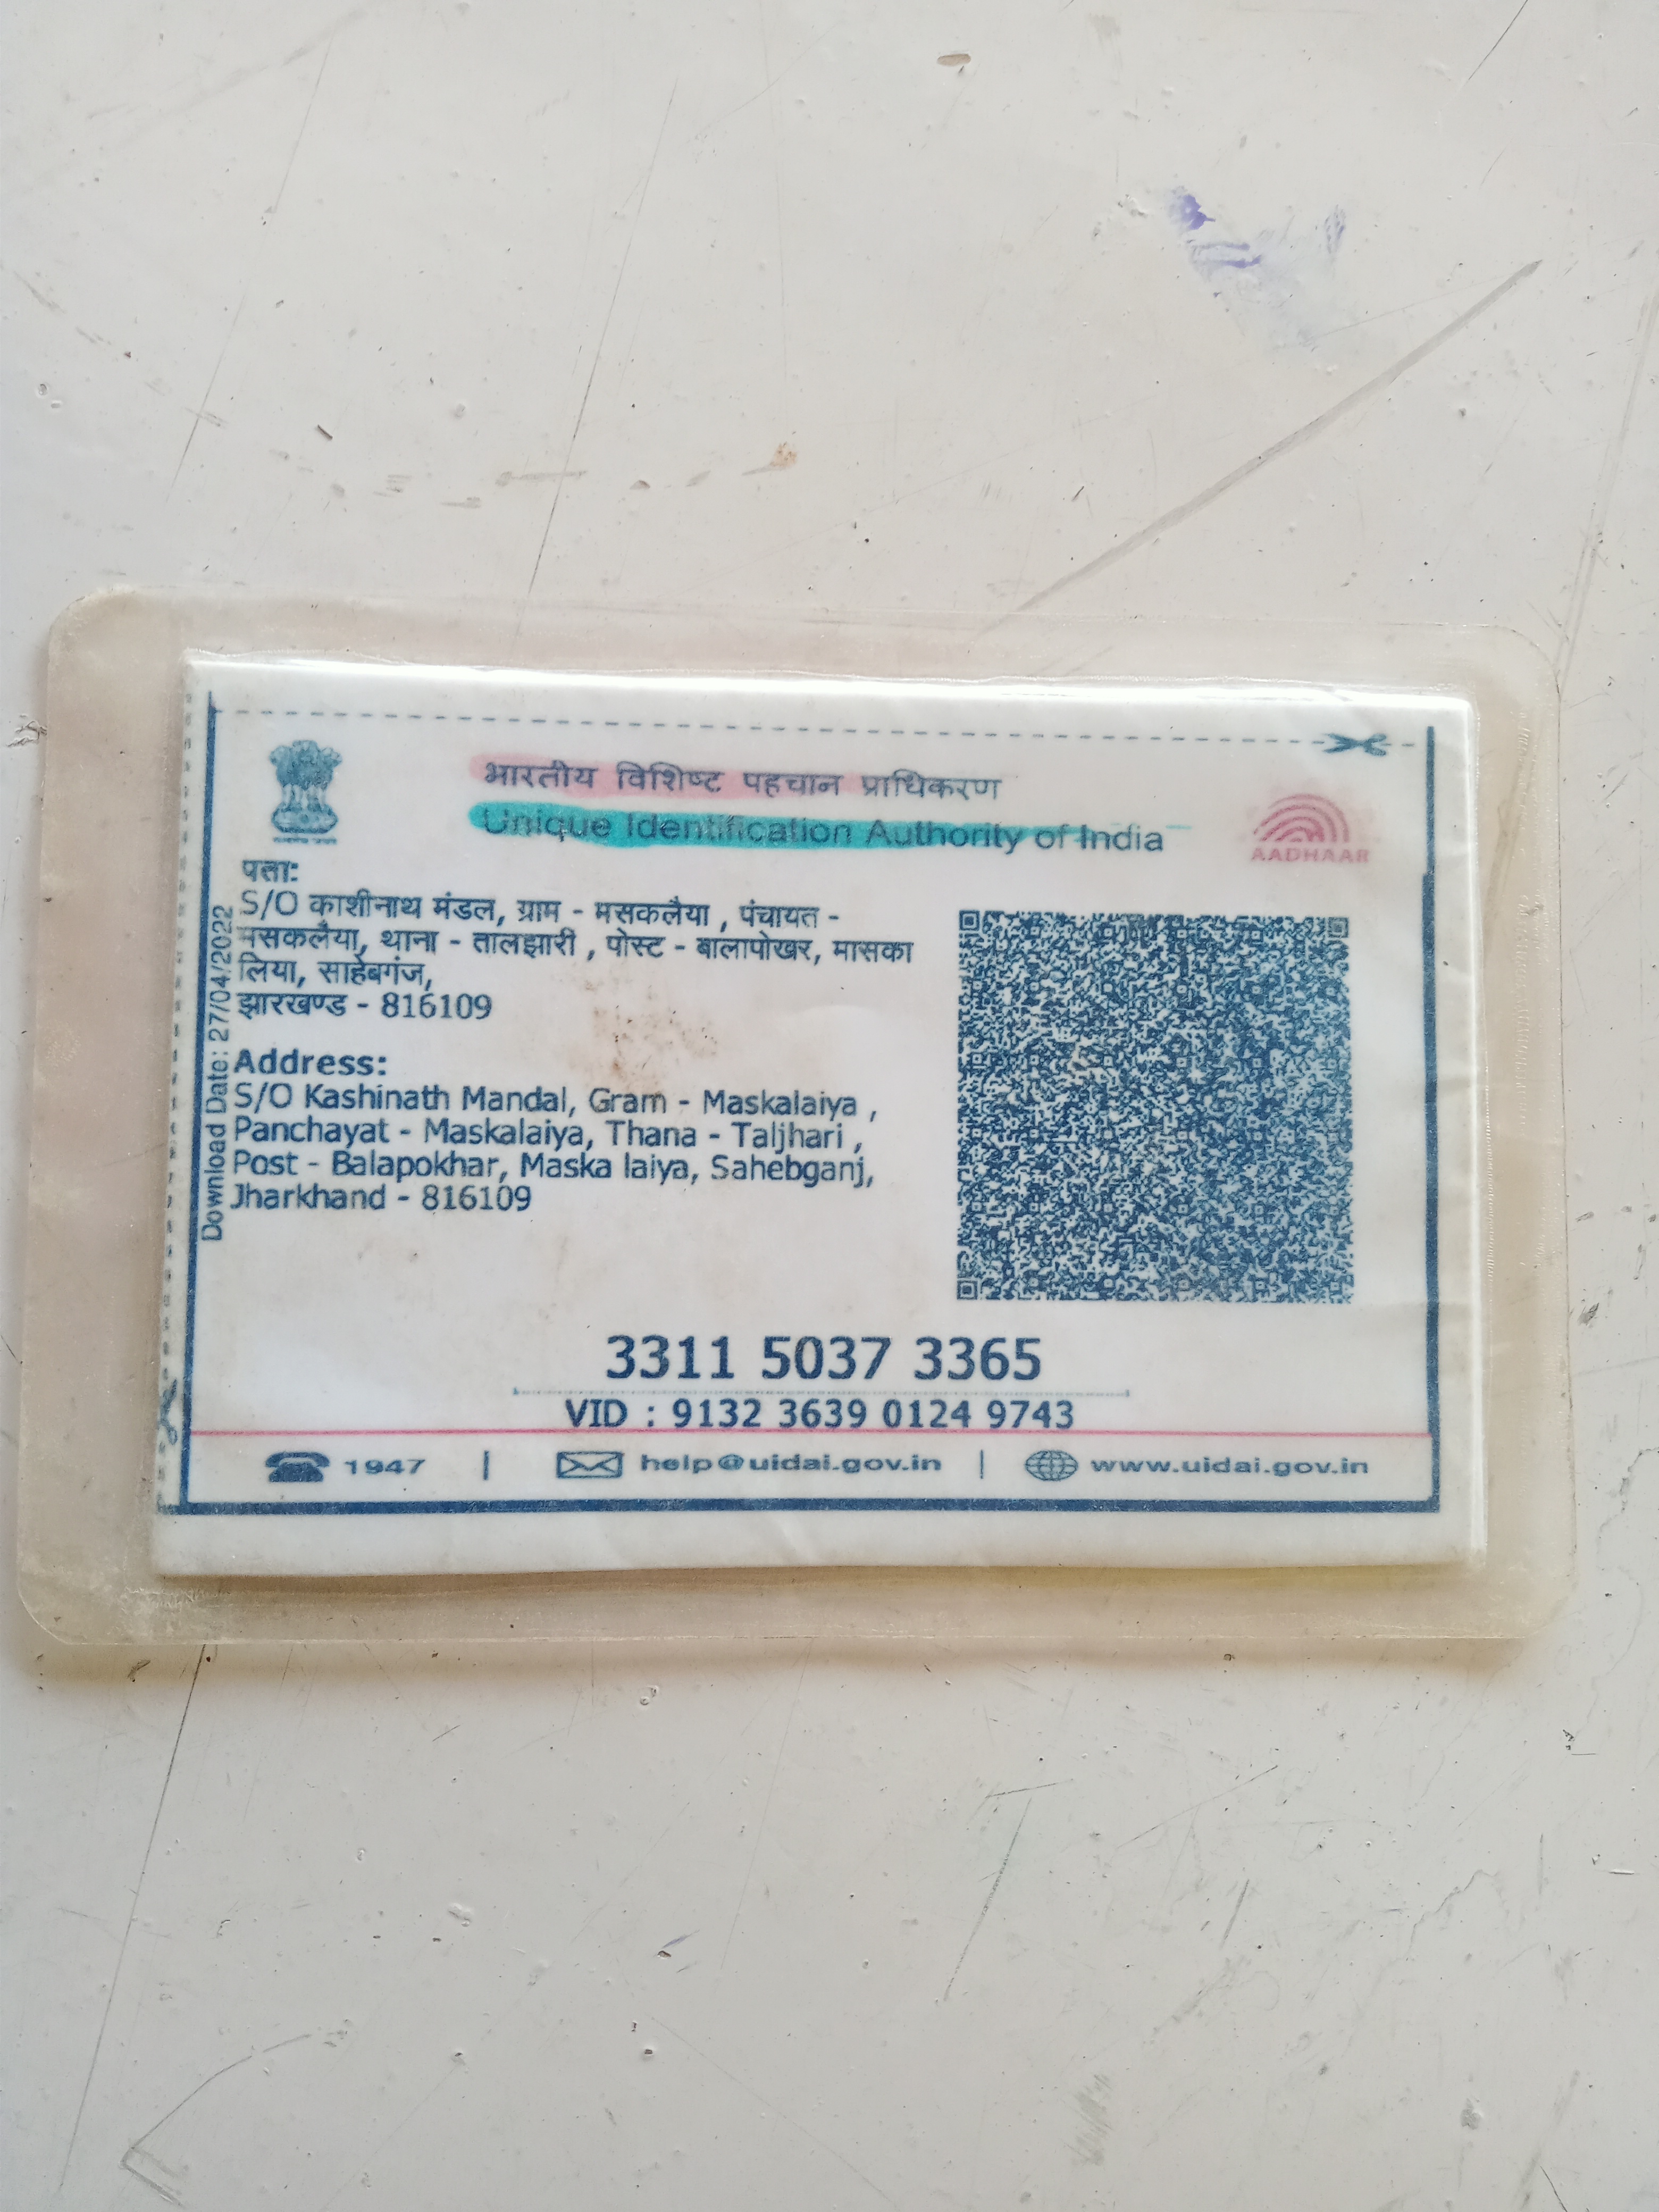 भारतीय विशिष्ट पहचान प्राधिकरण
Unique Identification Authority of India
AADHAAR
पता:
S/O काशीनाथ मंडल, ग्राम - मसकलैया , पंचायत -
मसकलैया, थाना - तालझारी , पोस्ट - बालापोखर, मासका
लिया, साहेबगंज,
झारखण्ड - 816109
Address:
S/O Kashinath Mandal, Gram - Maskalaiya ,
Panchayat - Maskalaiya, Thana - Taljhari ,
Post - Balapokhar, Maska laiya, Sahebganj,
Jharkhand - 816109
Download Date: 27/04/2022
3311 5037 3365
VID : 9132 3639 0124 9743
1947 | help@uidai.gov.in | www.uidai.gov.in